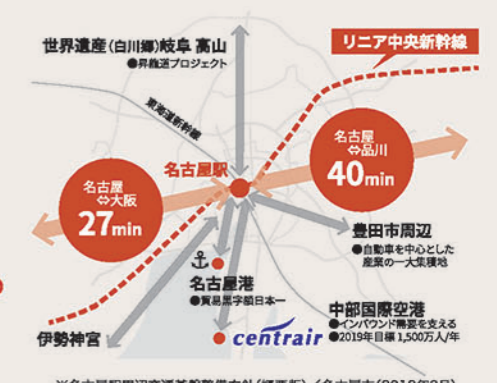 世界遺産(白川郷)岐阜 高山
●昇龍道プロジェクト
リニア中央新幹線
東海道新幹線
名古屋
⇔品川
40min
名古屋駅
名古屋
⇔大阪
27min
豊田市周辺
●自動車を中心とした
産業の一大集積地
名古屋港
●貿易黒字額日本一
中部国際空港
●インバウンド需要を支える
●2019年目標 1,500万人/年
centrair
伊勢神宮